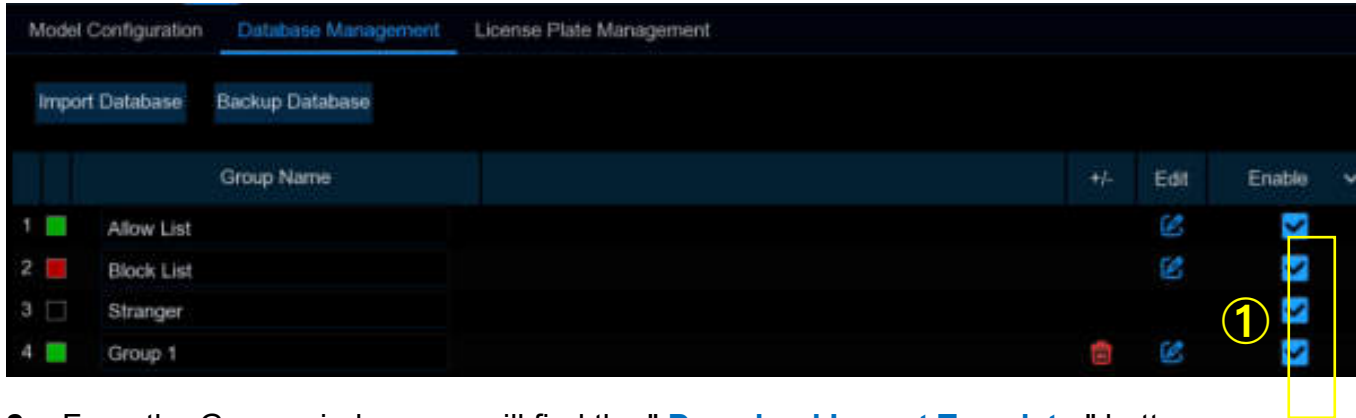 Model Configuration Database Management License Plate Management
Import Database Backup Database
Group Name +/- Edit Enable
1 Allow List
2 Block List
3 Stranger
4 Group 1
①